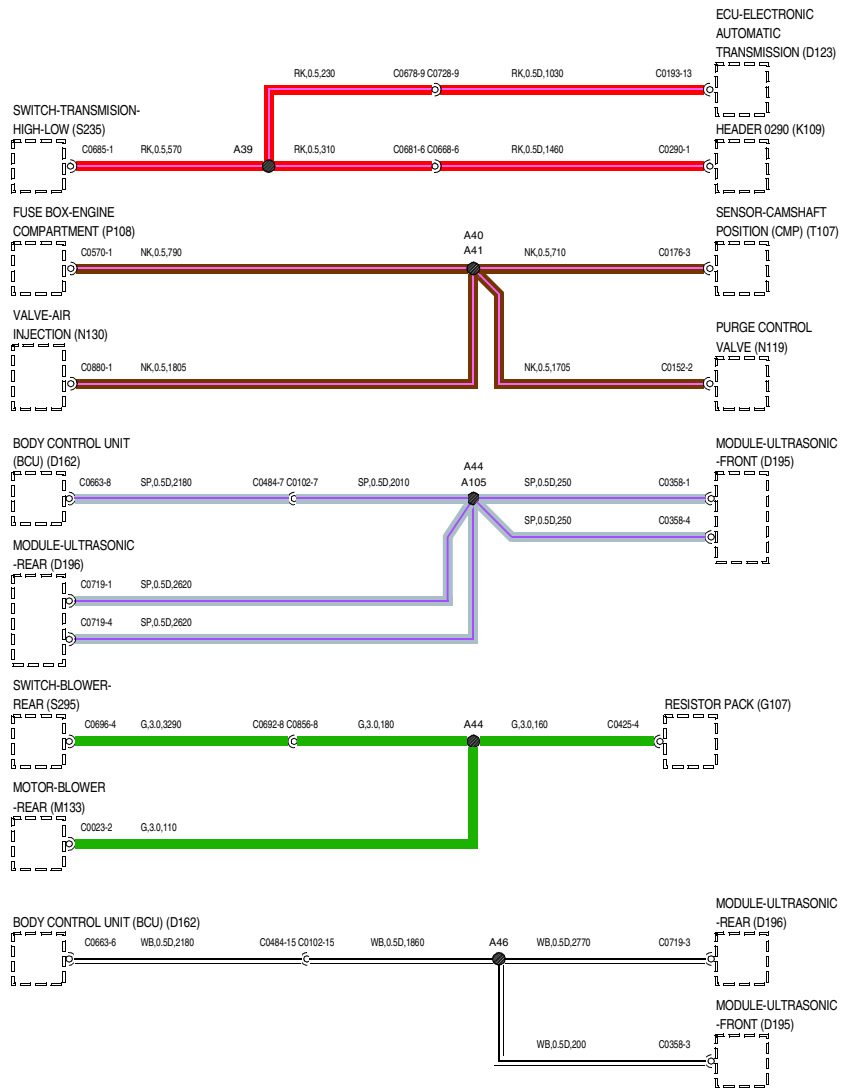 ECU-ELECTRONIC
AUTOMATIC
TRANSMISSION (D123)
RK,0.5,230
C0678-9 C0728-9
RK,0.5D,1030
C0193-13
SWITCH-TRANSMISION-
HIGH-LOW (S235)
HEADER 0290 (K109)
C0685-1
RK,0.5,570
A39
RK,0.5,310
C0681-6 C0668-6
RK,0.5D,1460
C0290-1
FUSE BOX-ENGINE
COMPARTMENT (P108)
SENSOR-CAMSHAFT
POSITION (CMP) (T107)
A40
A41
C0570-1
NK,0.5,790
NK,0.5,710
C0176-3
VALVE-AIR
INJECTION (N130)
PURGE CONTROL
VALVE (N119)
C0880-1
NK,0.5,1805
NK,0.5,1705
C0152-2
BODY CONTROL UNIT
(BCU) (D162)
MODULE-ULTRASONIC
-FRONT (D195)
A44
A105
C0663-8
SP,0.5D,2180
C0484-7 C0102-7
SP,0.5D,2010
SP,0.5D,250
C0358-1
SP,0.5D,250
C0358-4
MODULE-ULTRASONIC
-REAR (D196)
C0719-1
SP,0.5D,2620
C0719-4
SP,0.5D,2620
SWITCH-BLOWER-
REAR (S295)
RESISTOR PACK (G107)
C0696-4
G,3.0,3290
C0692-8 C0856-8
G,3.0,180
A44
G,3.0,160
C0425-4
MOTOR-BLOWER
-REAR (M133)
C0023-2
G,3.0,110
BODY CONTROL UNIT (BCU) (D162)
MODULE-ULTRASONIC
-REAR (D196)
C0663-6
WB,0.5D,2180
C0484-15 C0102-15
WB,0.5D,1860
A46
WB,0.5D,2770
C0719-3
MODULE-ULTRASONIC
-FRONT (D195)
WB,0.5D,200
C0358-3